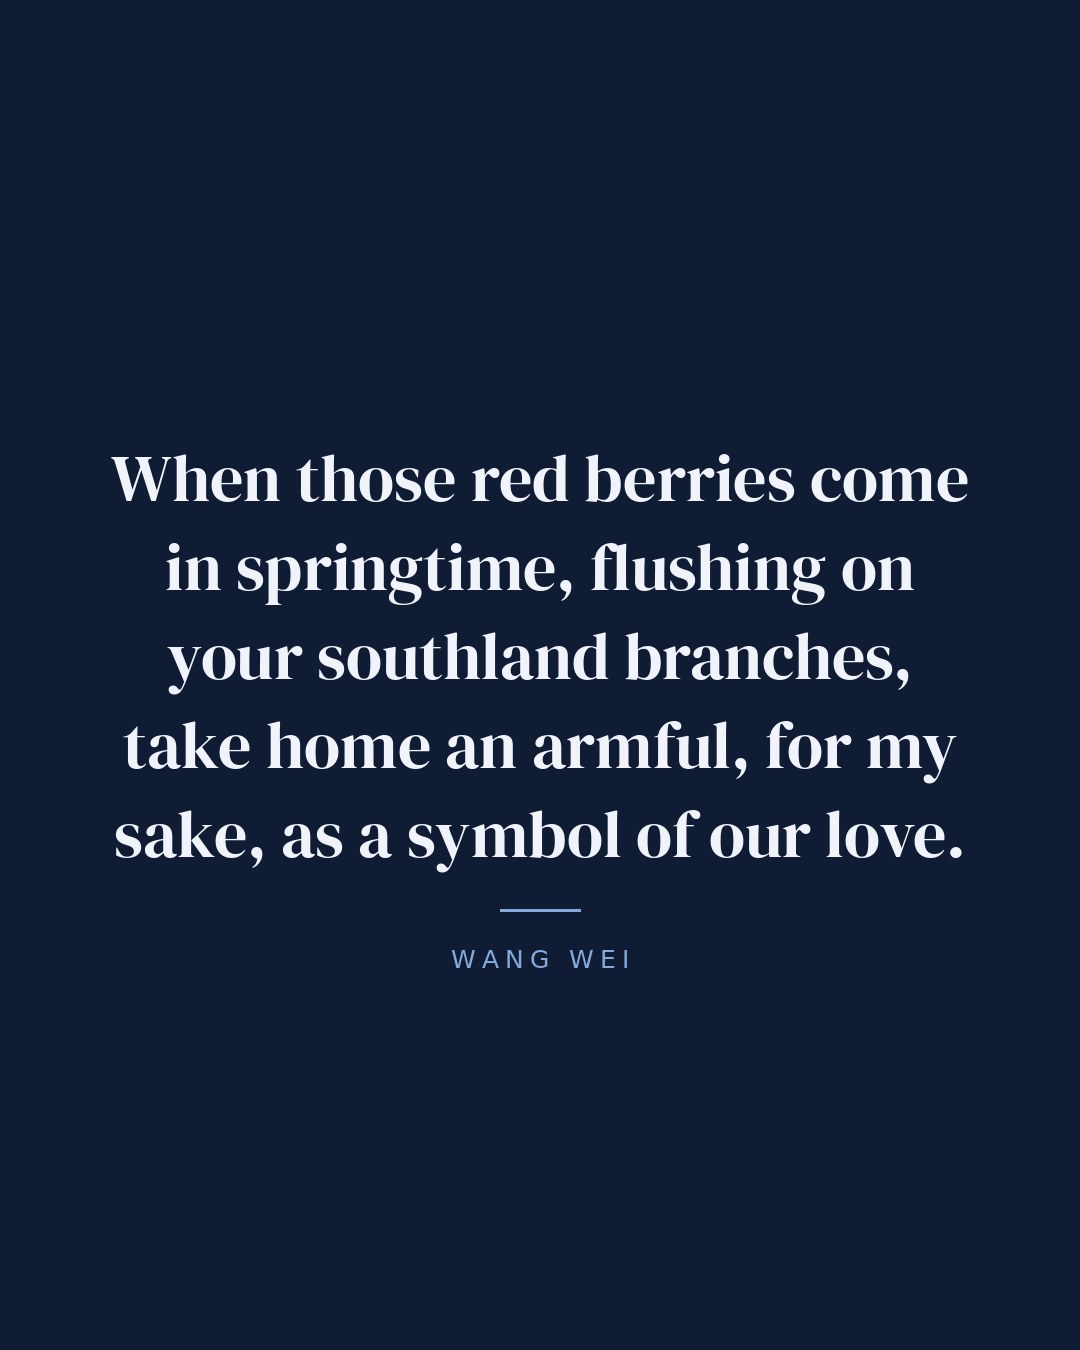 When those red berries come
in springtime, flushing on
your southland branches,
take home an armful, for my
sake, as a symbol of our love.
WANG WEI